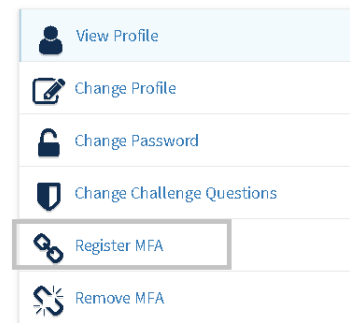 View Profile
Change Profile
Change Password
Change Challenge Questions
Register MFA
Remove MFA